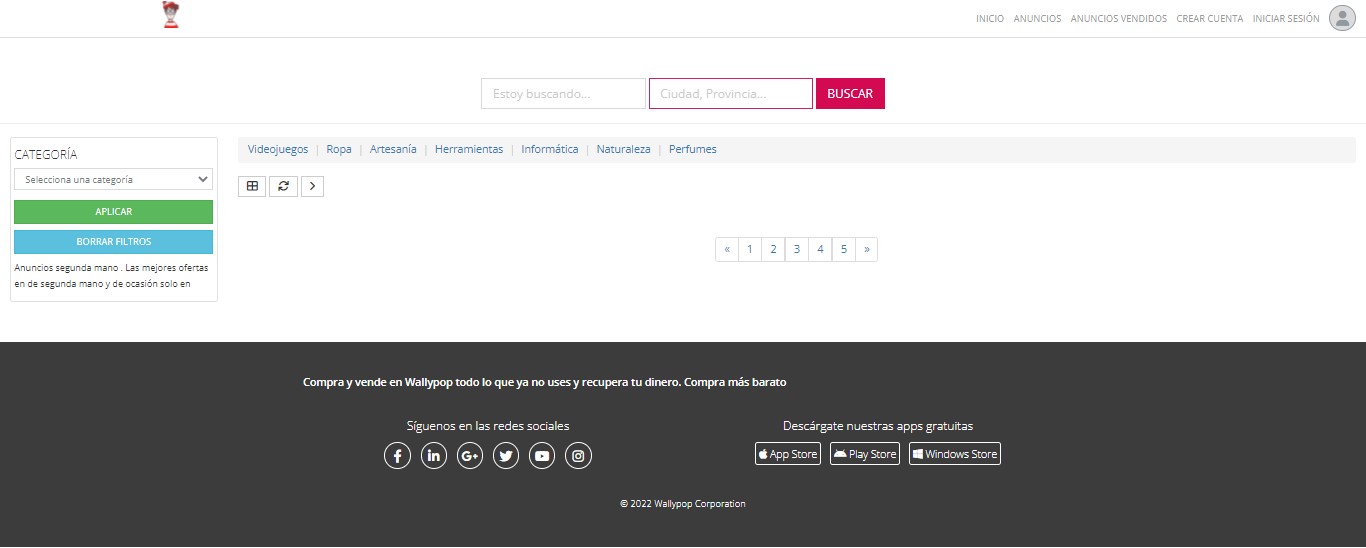 INICIO ANUNCIOS ANUNCIOS VENDIDOS CREAR CUENTA INICIAR SESIÓN
Estoy buscando... Ciudad, Provincia... BUSCAR
CATEGORÍA
Selecciona una categoría
APLICAR
BORRAR FILTROS
Anuncios segunda mano . Las mejores ofertas
en de segunda mano y de ocasión solo en
Videojuegos | Ropa | Artesanía | Herramientas | Informática | Naturaleza | Perfumes
« 1 2 3 4 5 »
Compra y vende en Wallypop todo lo que ya no uses y recupera tu dinero. Compra más barato
Síguenos en las redes sociales
Descárgate nuestras apps gratuitas
App Store Play Store Windows Store
© 2022 Wallypop Corporation